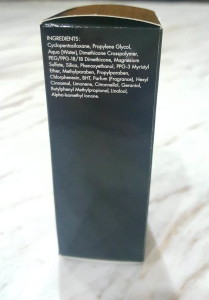 INGREDIENTS:
Cyclopentasiloxane, Propylene Glycol,
Aqua (Water), Dimethicone Crosspolymer,
PEG/PPG-18/18 Dimethicone, Magnesium
Sulfate, Silica, Phenoxyethanol, PPG-3 Myristyl
Ether, Methylparaben, Propylparaben,
Chlorphenesin, BHT, Parfum (Fragrance), Hexyl
Cinnamal, Limonene, Citronellol, Geraniol,
Butylphenyl Methylpropional, Linalool,
Alpha-Isomethyl Ionone.